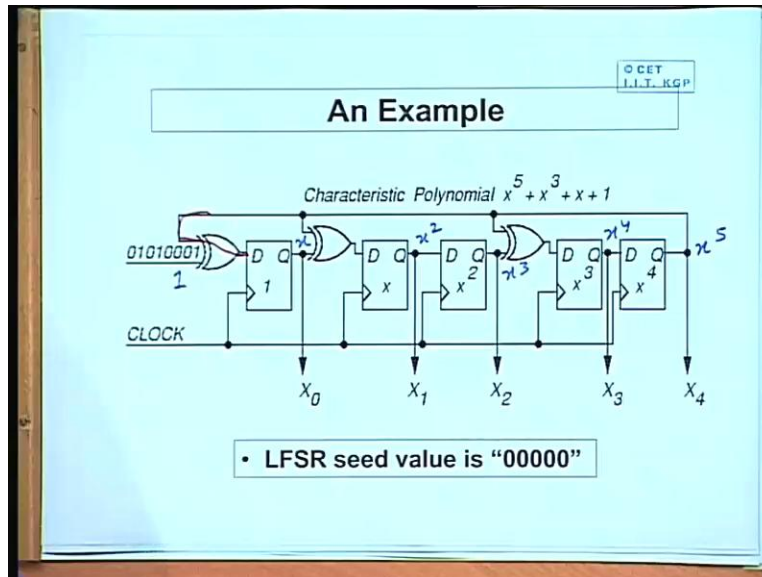 © CET
I.I.T. KGP
An Example
Characteristic Polynomial x⁵ + x³ + x + 1
x
x²
x³
x⁴
x⁵
01010001
1
D Q
1
D Q
x
D Q
x²
D Q
x³
D Q
x⁴
CLOCK
X₀
X₁
X₂
X₃
X₄
• LFSR seed value is "00000"